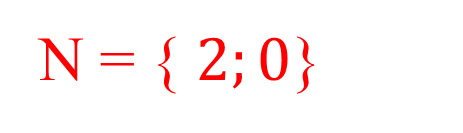 N = { 2; 0}